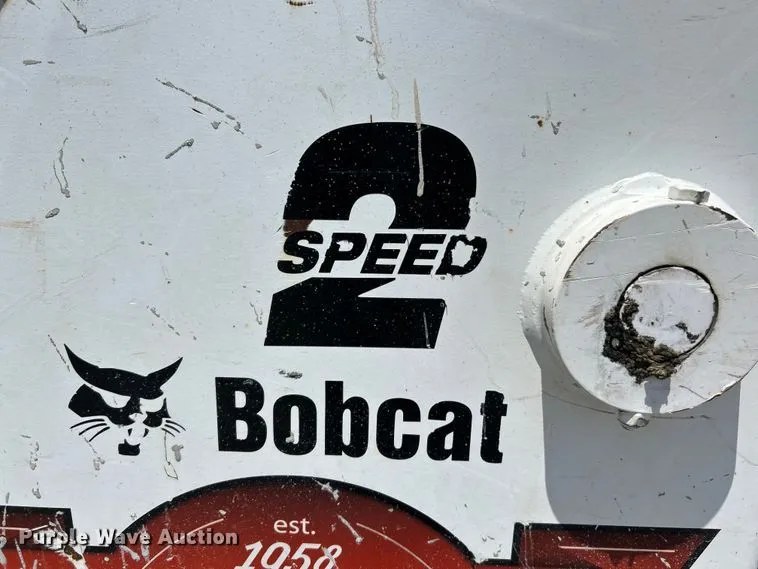 2
SPEED
Bobcat
est.
1958
Purple Wave Auction